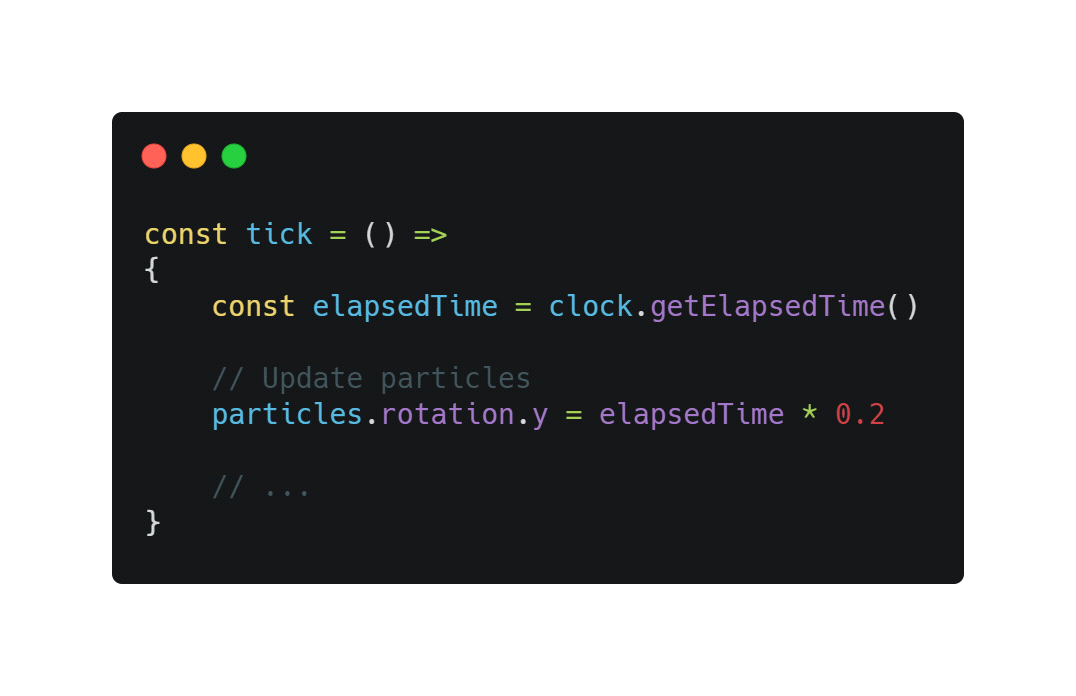 const tick = () =>
{
    const elapsedTime = clock.getElapsedTime()

    // Update particles
    particles.rotation.y = elapsedTime * 0.2

    // ...
}